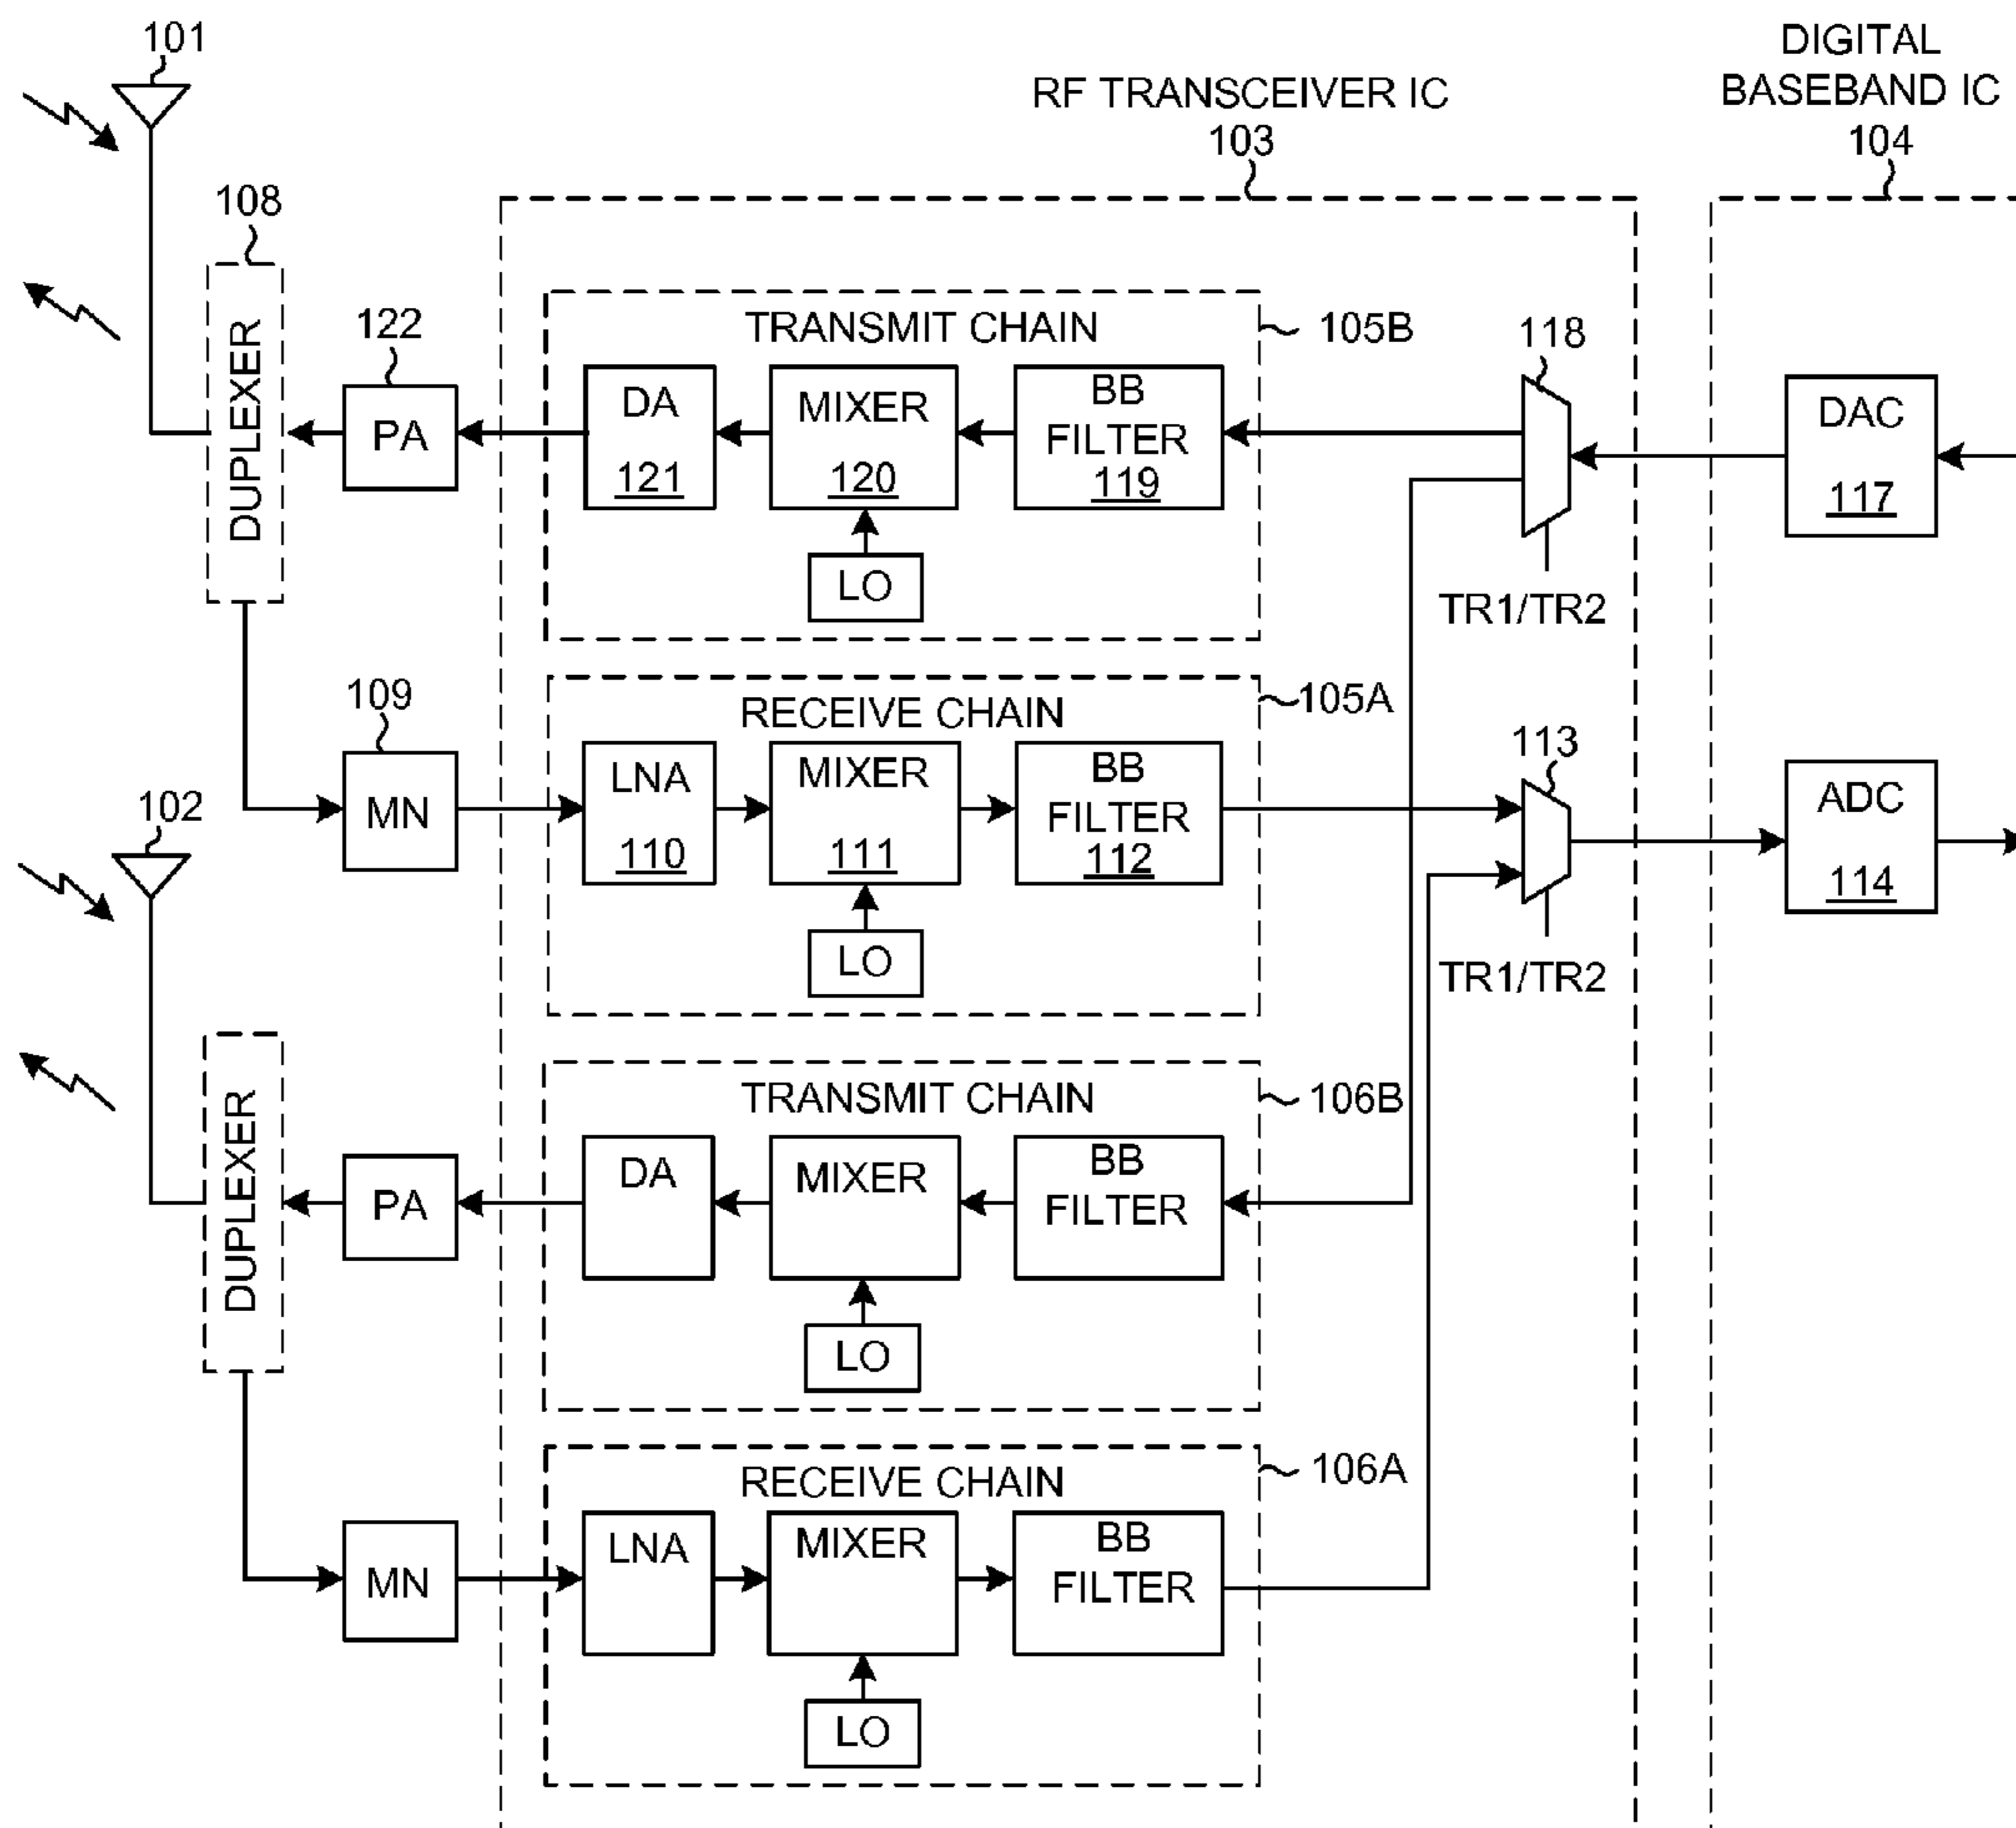 101
RF TRANSCEIVER IC
103
DIGITAL
BASEBAND IC
104
108
DUPLEXER
122
PA
TRANSMIT CHAIN
105B
DA
121
MIXER
120
BB
FILTER
119
LO
118
TR1/TR2
DAC
117
109
MN
RECEIVE CHAIN
105A
LNA
110
MIXER
111
BB
FILTER
112
LO
113
TR1/TR2
ADC
114
102
DUPLEXER
PA
TRANSMIT CHAIN
106B
DA
MIXER
BB
FILTER
LO
MN
RECEIVE CHAIN
106A
LNA
MIXER
BB
FILTER
LO